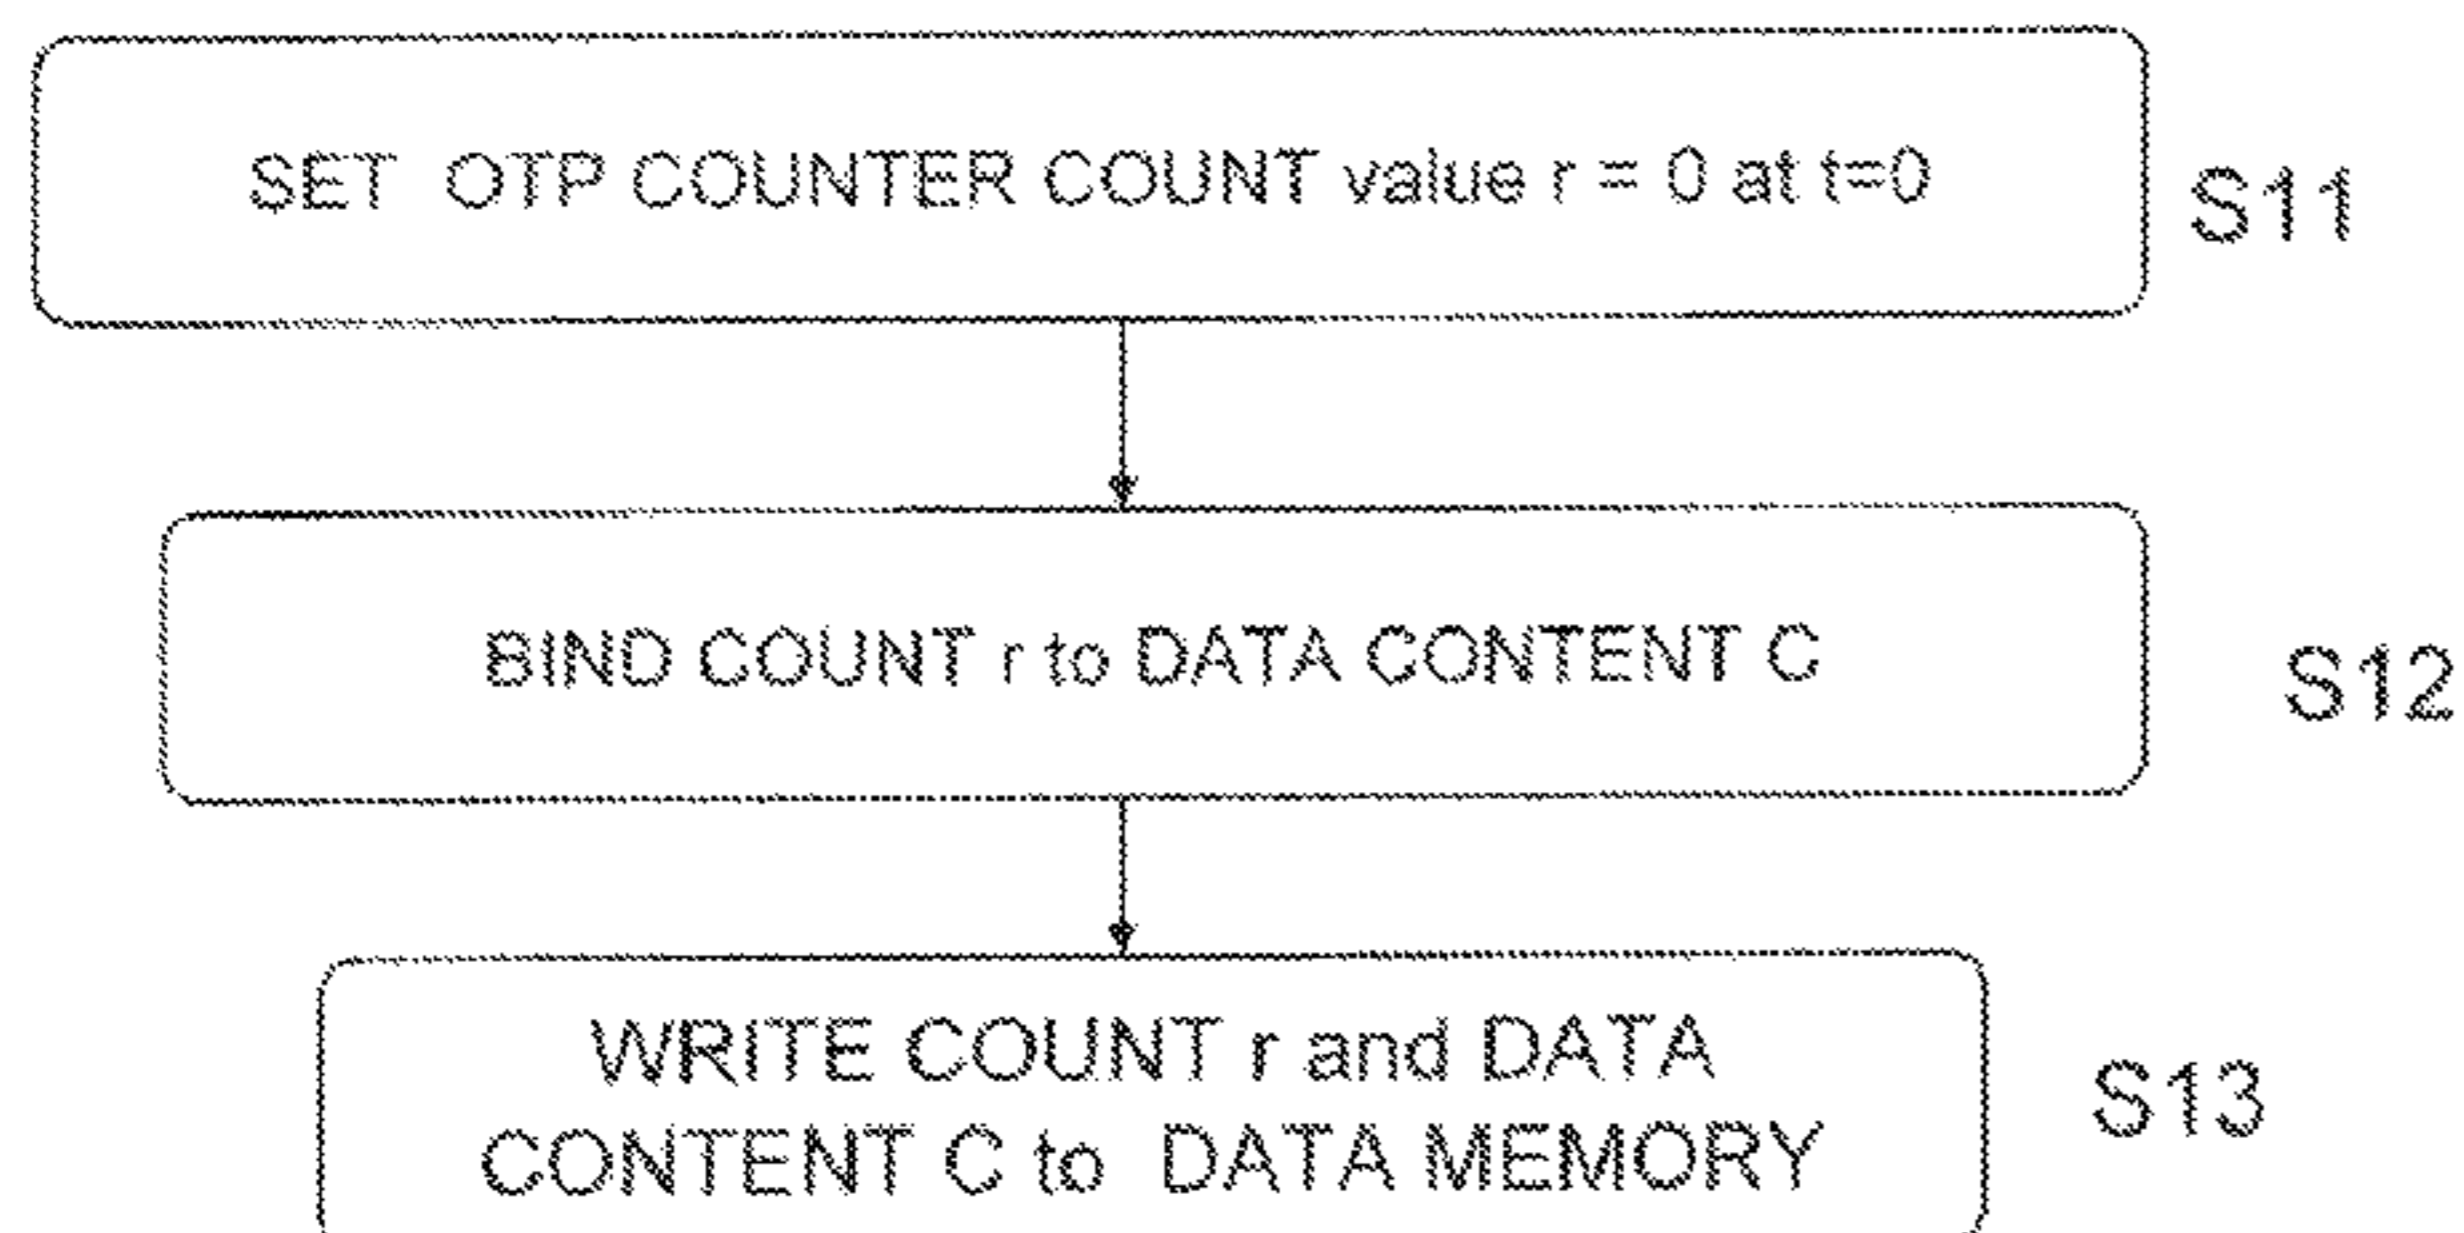 SET OTP COUNTER COUNT value r = 0 at t=0
S11
BIND COUNT r to DATA CONTENT C
S12
WRITE COUNT r and DATA
CONTENT C to DATA MEMORY
S13